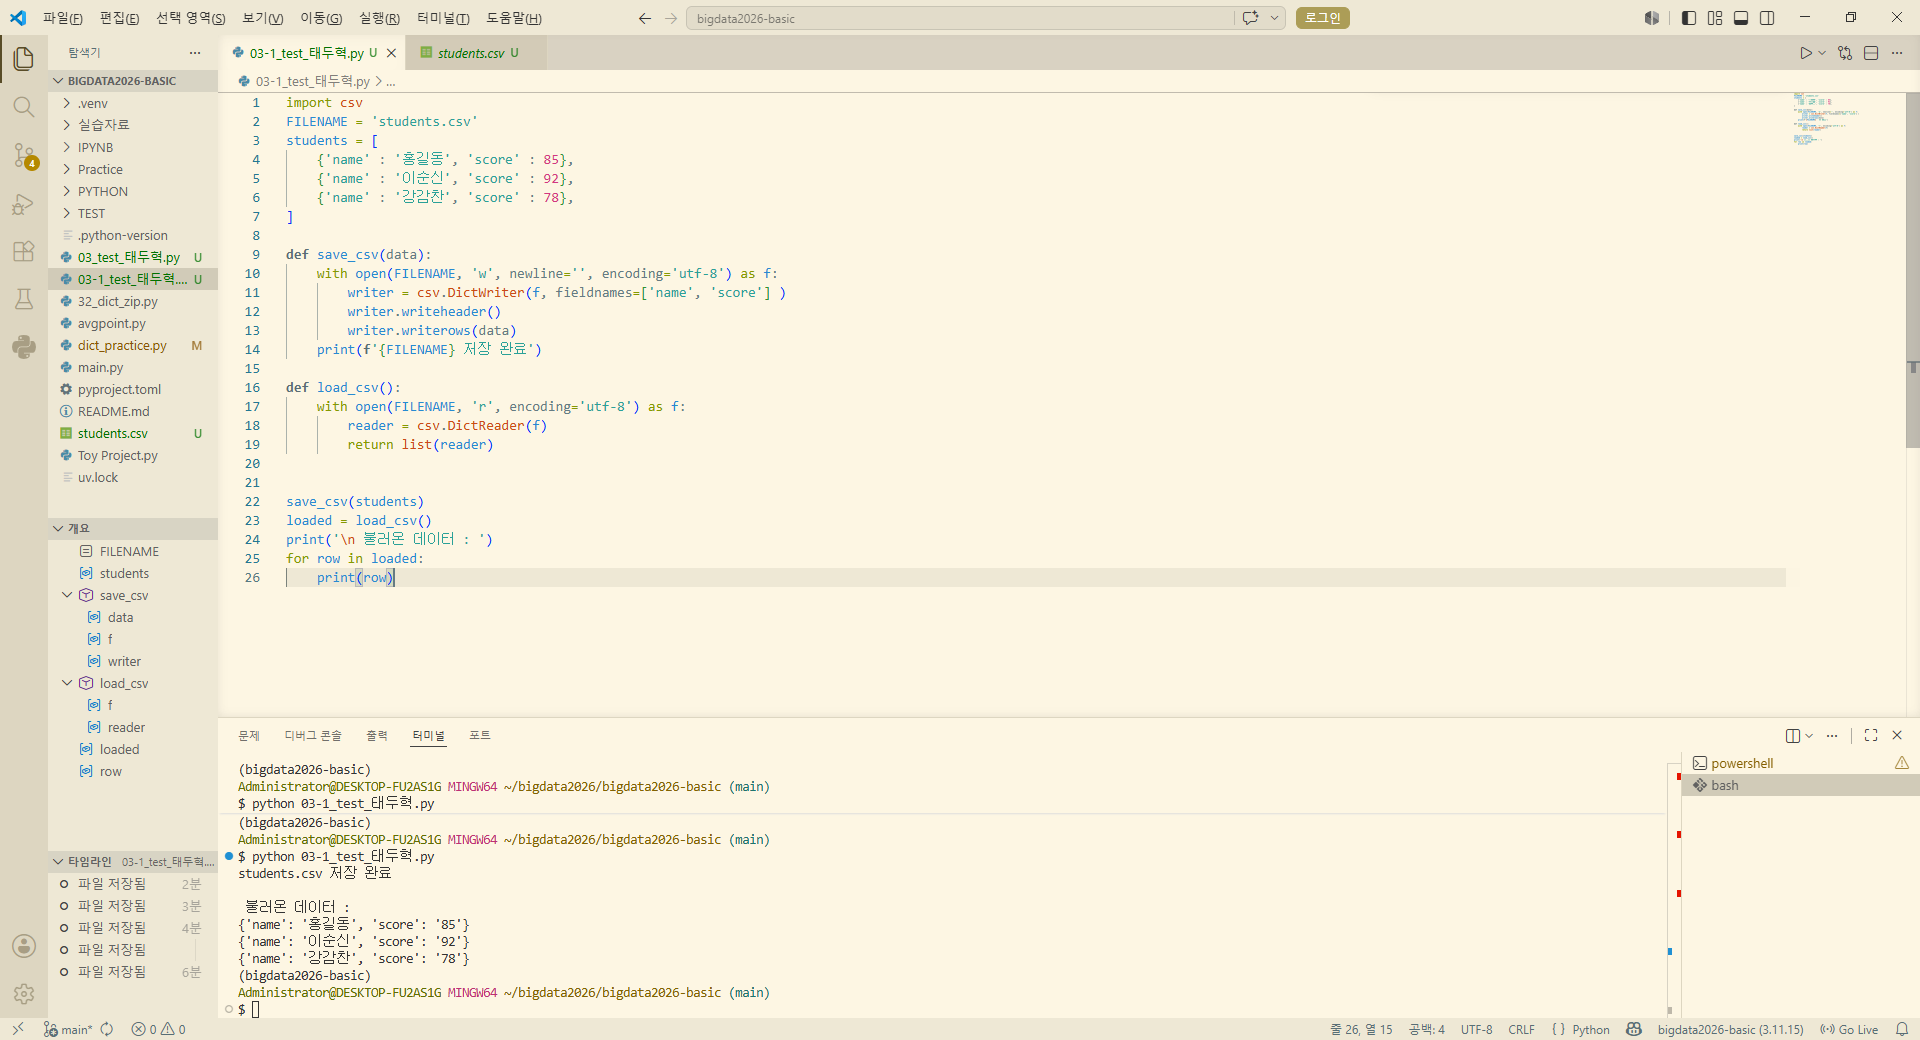 파일(F) 편집(E) 선택 영역(S) 보기(V) 이동(G) 실행(R) 터미널(T) 도움말(H) bigdata2026-basic 로그인
탐색기
BIGDATA2026-BASIC
.venv
실습자료
IPYNB
Practice
PYTHON
TEST
.python-version
03_test_태두혁.py U
03-1_test_태두혁.... U
32_dict_zip.py
avgpoint.py
dict_practice.py M
main.py
pyproject.toml
README.md
students.csv U
Toy Project.py
uv.lock
개요
FILENAME
students
save_csv
data
f
writer
load_csv
f
reader
loaded
row
타임라인 03-1_test_태두혁....
파일 저장됨 2분
파일 저장됨 3분
파일 저장됨 4분
파일 저장됨
파일 저장됨 6분
4
03-1_test_태두혁.py U students.csv U
03-1_test_태두혁.py > ...
1 import csv
2 FILENAME = 'students.csv'
3 students = [
4 {'name' : '홍길동', 'score' : 85},
5 {'name' : '이순신', 'score' : 92},
6 {'name' : '강감찬', 'score' : 78},
7 ]
8
9 def save_csv(data):
10 with open(FILENAME, 'w', newline='', encoding='utf-8') as f:
11 writer = csv.DictWriter(f, fieldnames=['name', 'score'] )
12 writer.writeheader()
13 writer.writerows(data)
14 print(f'{FILENAME} 저장 완료')
15
16 def load_csv():
17 with open(FILENAME, 'r', encoding='utf-8') as f:
18 reader = csv.DictReader(f)
19 return list(reader)
20
21
22 save_csv(students)
23 loaded = load_csv()
24 print('\n 불러온 데이터 : ')
25 for row in loaded:
26 print(row)
문제 디버그 콘솔 출력 터미널 포트
(bigdata2026-basic)
Administrator@DESKTOP-FU2AS1G MINGW64 ~/bigdata2026/bigdata2026-basic (main)
$ python 03-1_test_태두혁.py
(bigdata2026-basic)
Administrator@DESKTOP-FU2AS1G MINGW64 ~/bigdata2026/bigdata2026-basic (main)
$ python 03-1_test_태두혁.py
students.csv 저장 완료

불러온 데이터 :
{'name': '홍길동', 'score': '85'}
{'name': '이순신', 'score': '92'}
{'name': '강감찬', 'score': '78'}
(bigdata2026-basic)
Administrator@DESKTOP-FU2AS1G MINGW64 ~/bigdata2026/bigdata2026-basic (main)
$
powershell
bash
main* 0 0 줄 26, 열 15 공백: 4 UTF-8 CRLF { } Python bigdata2026-basic (3.11.15) Go Live